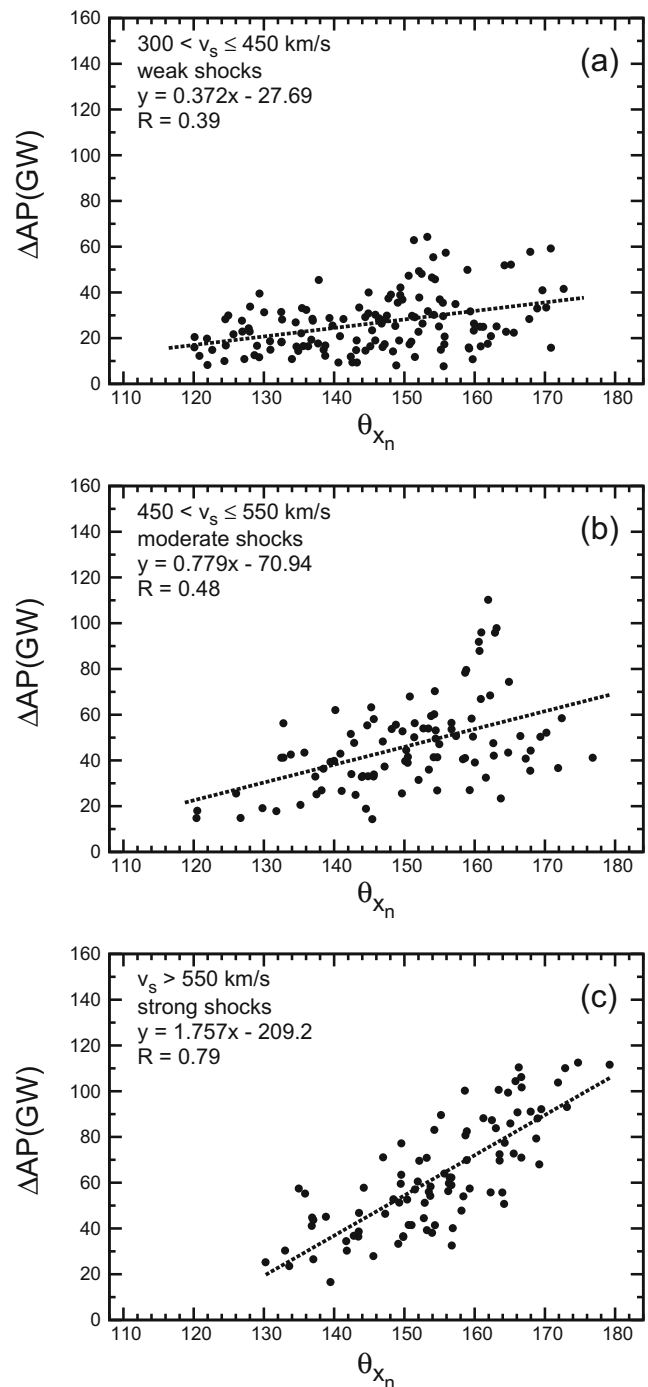 160
300 < vs ≤ 450 km/s
(a)
140
weak shocks
120
y = 0.372x - 27.69
R = 0.39
100
80
60
40
20
0
ΔAP(GW)
110 120 130 140 150 160 170 180
θxn
160
450 < vs ≤ 550 km/s
(b)
140
moderate shocks
120
y = 0.779x - 70.94
R = 0.48
100
80
60
40
20
0
ΔAP(GW)
110 120 130 140 150 160 170 180
θxn
160
vs > 550 km/s
(c)
140
strong shocks
120
y = 1.757x - 209.2
R = 0.79
100
80
60
40
20
0
ΔAP(GW)
110 120 130 140 150 160 170 180
θxn